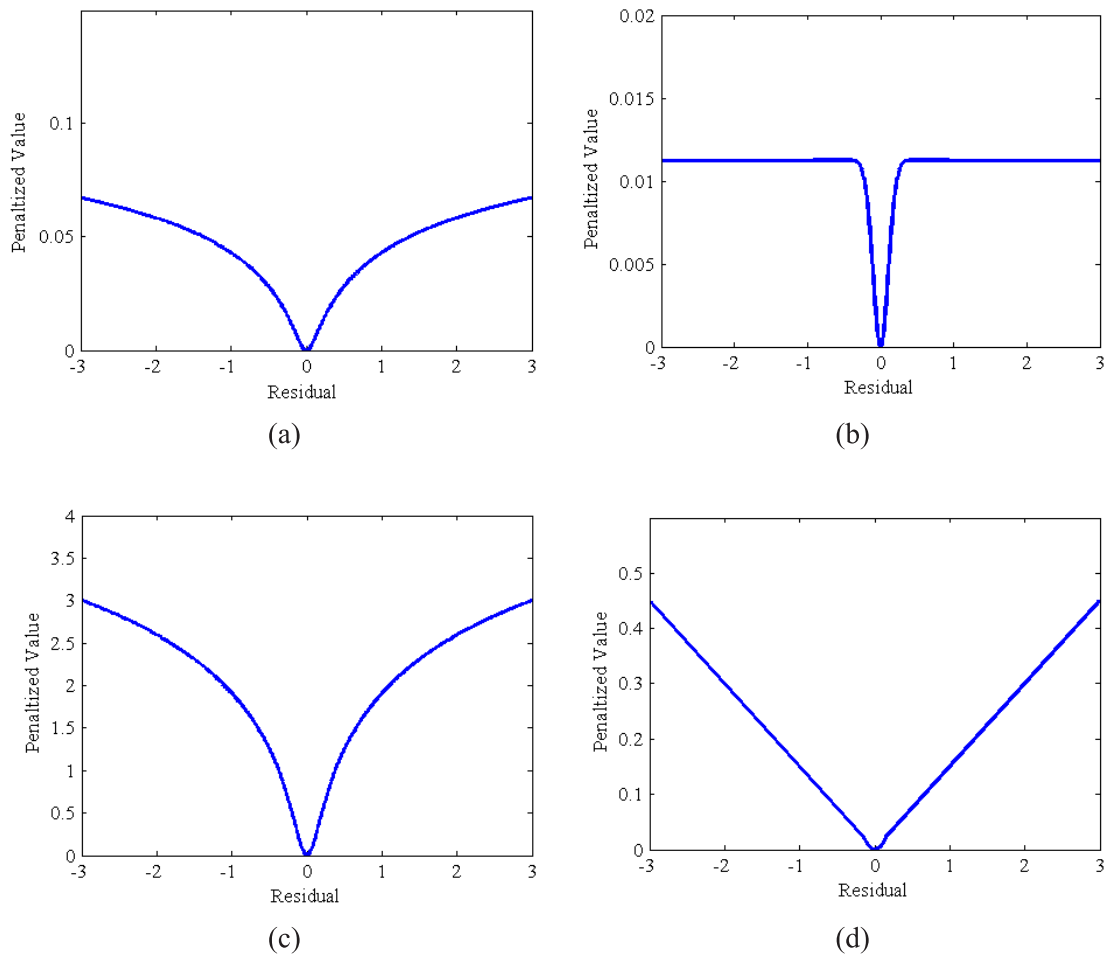 0.1
0.05
0
-3 -2 -1 0 1 2 3
Penaltized Value
Residual
(a)
0.02
0.015
0.01
0.005
0
-3 -2 -1 0 1 2 3
Penaltized Value
Residual
(b)
4
3.5
3
2.5
2
1.5
1
0.5
0
-3 -2 -1 0 1 2 3
Penaltized Value
Residual
(c)
0.5
0.4
0.3
0.2
0.1
0
-3 -2 -1 0 1 2 3
Penaltized Value
Residual
(d)